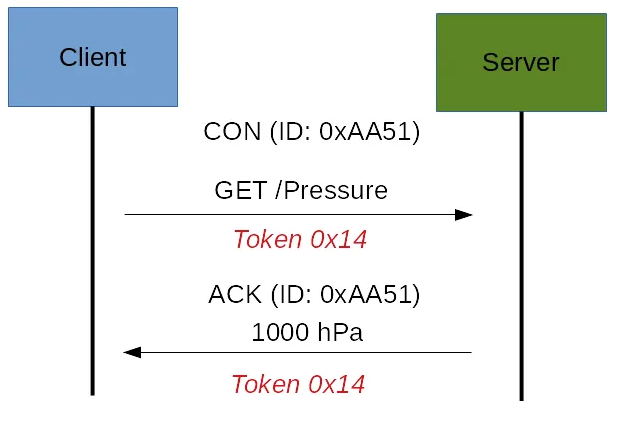 Client
Server
CON (ID: 0xAA51)
GET /Pressure
Token 0x14
ACK (ID: 0xAA51)
1000 hPa
Token 0x14